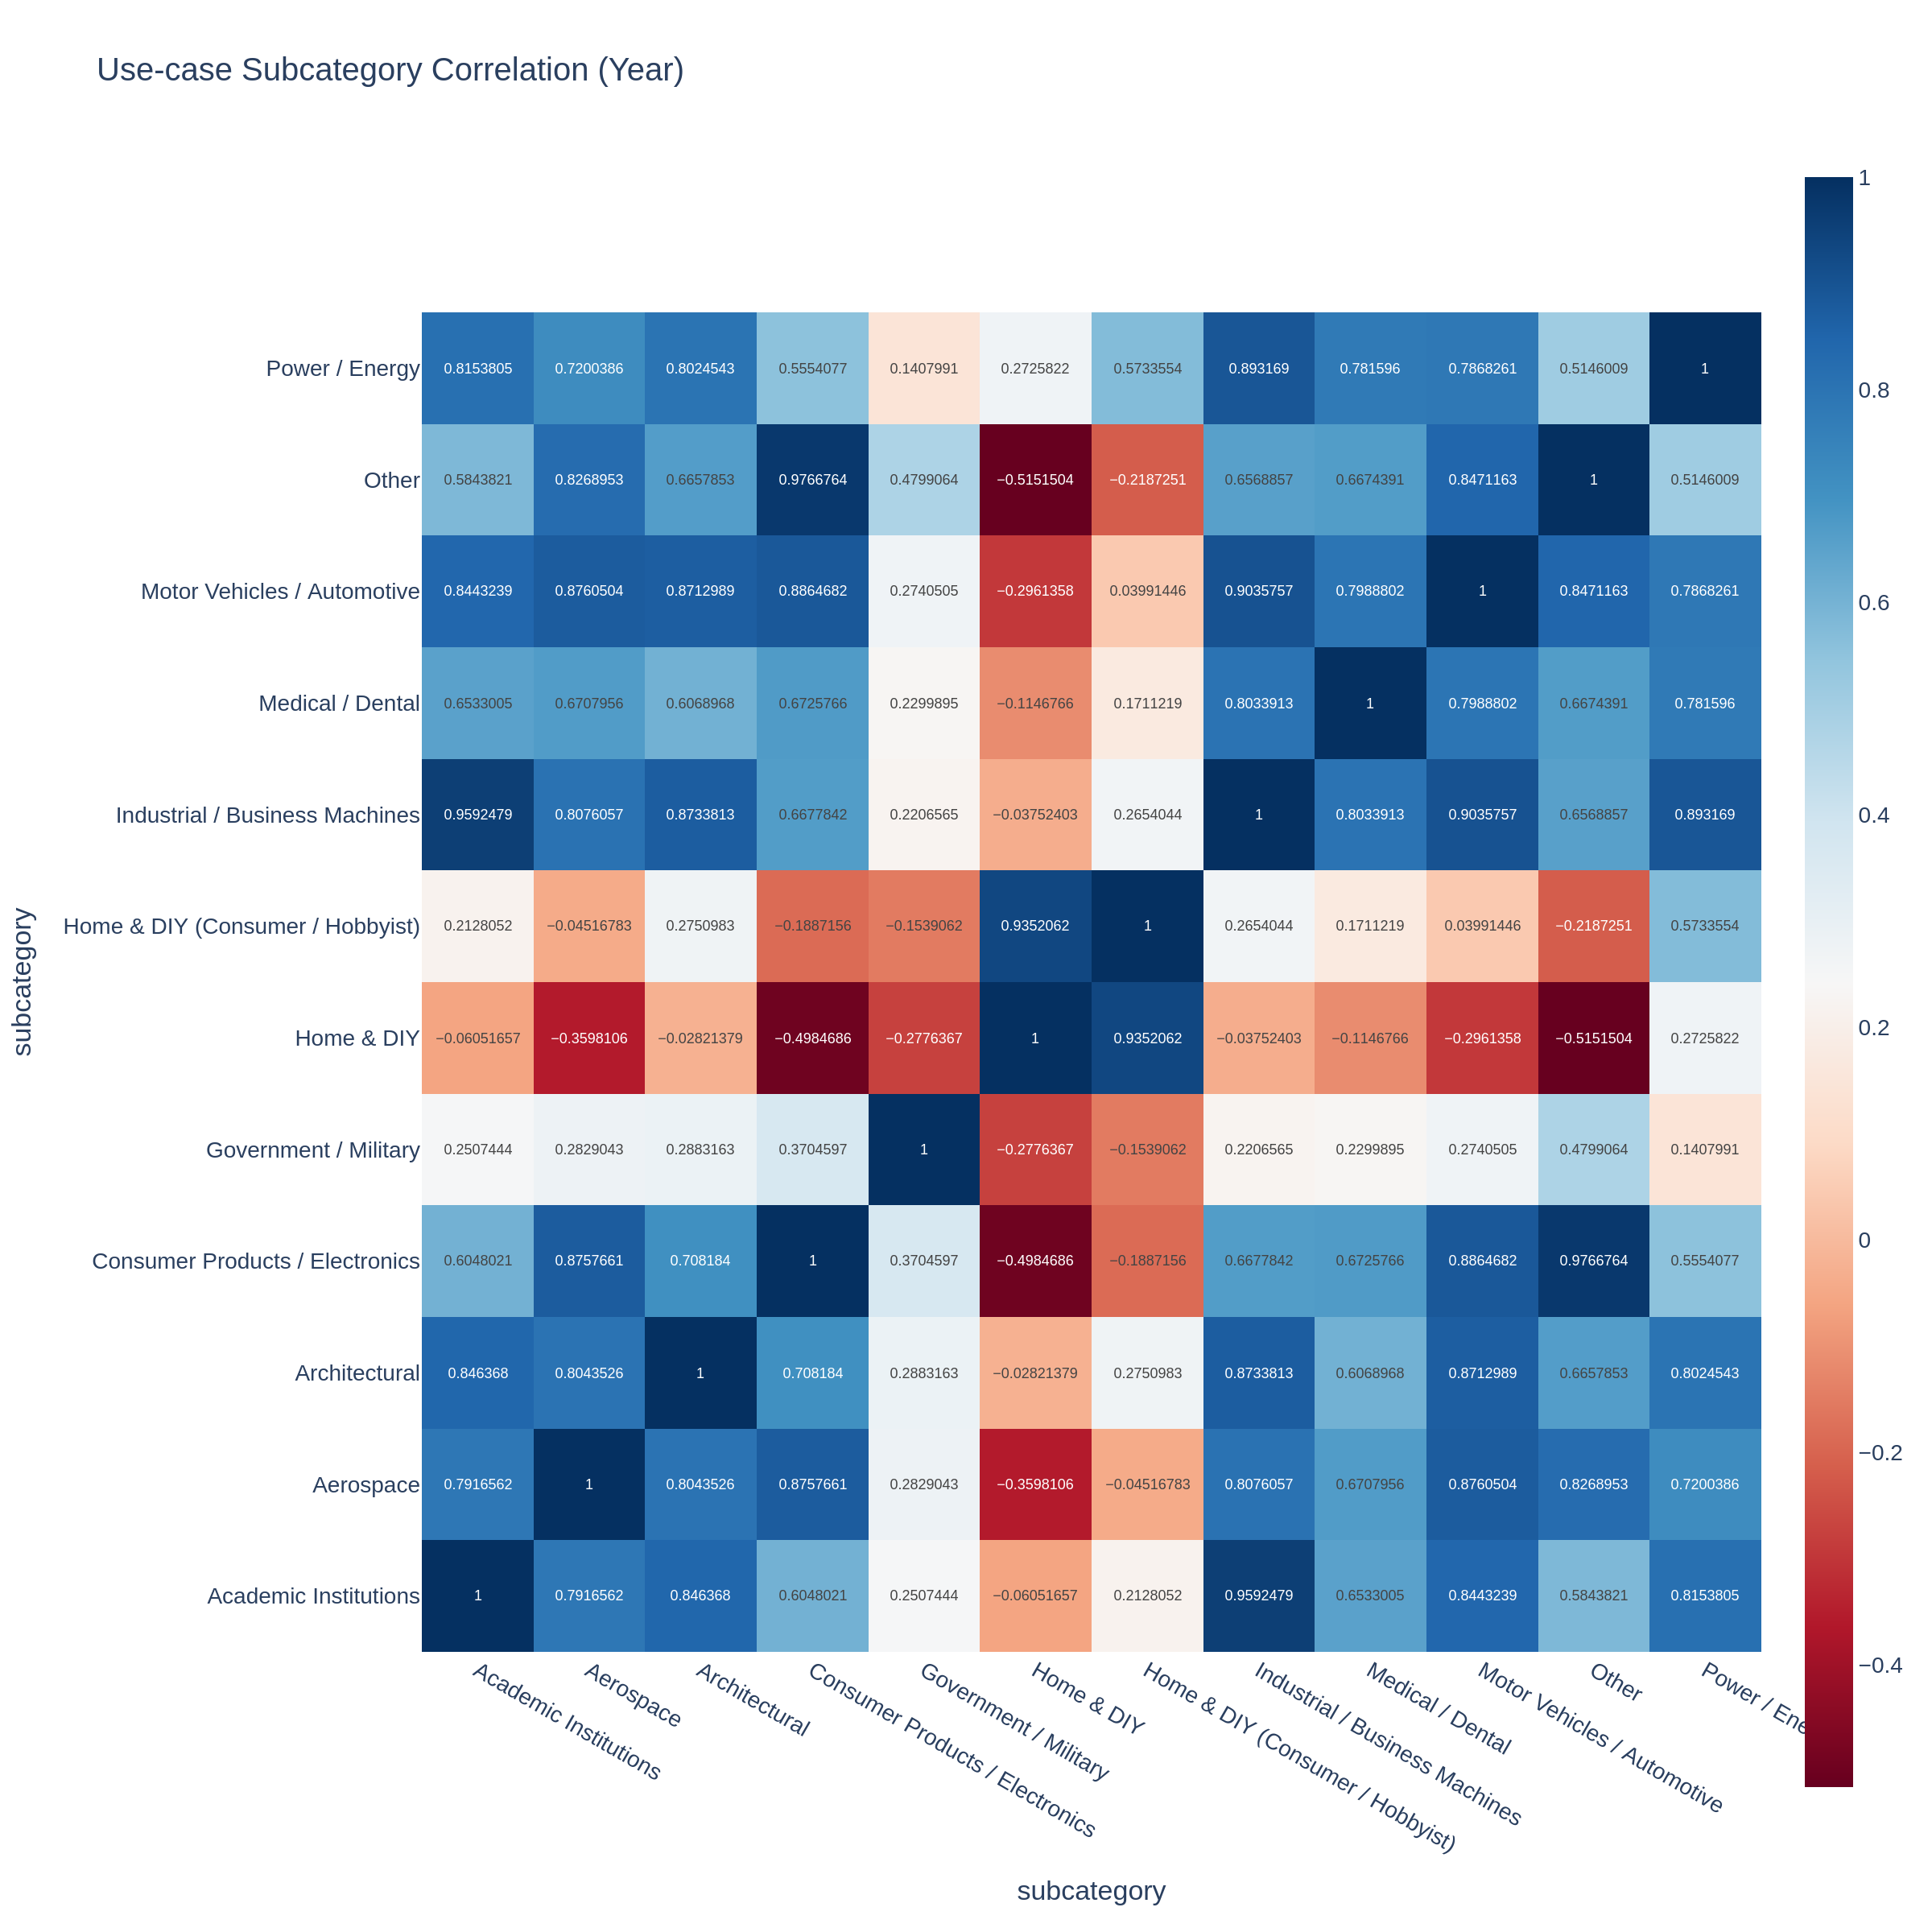 Use-case Subcategory Correlation (Year)
1
Power / Energy 0.8153805 0.7200386 0.8024543 0.5554077 0.1407991 0.2725822 0.5733554 0.893169 0.781596 0.7868261 0.5146009 1
0.8
Other 0.5843821 0.8268953 0.6657853 0.9766764 0.4799064 −0.5151504 −0.2187251 0.6568857 0.6674391 0.8471163 1 0.5146009
Motor Vehicles / Automotive 0.8443239 0.8760504 0.8712989 0.8864682 0.2740505 −0.2961358 0.03991446 0.9035757 0.7988802 1 0.8471163 0.7868261
0.6
Medical / Dental 0.6533005 0.6707956 0.6068968 0.6725766 0.2299895 −0.1146766 0.1711219 0.8033913 1 0.7988802 0.6674391 0.781596
Industrial / Business Machines 0.9592479 0.8076057 0.8733813 0.6677842 0.2206565 −0.03752403 0.2654044 1 0.8033913 0.9035757 0.6568857 0.893169
0.4
Home & DIY (Consumer / Hobbyist) 0.2128052 −0.04516783 0.2750983 −0.1887156 −0.1539062 0.9352062 1 0.2654044 0.1711219 0.03991446 −0.2187251 0.5733554
subcategory
0.2
Home & DIY −0.06051657 −0.3598106 −0.02821379 −0.4984686 −0.2776367 1 0.9352062 −0.03752403 −0.1146766 −0.2961358 −0.5151504 0.2725822
Government / Military 0.2507444 0.2829043 0.2883163 0.3704597 1 −0.2776367 −0.1539062 0.2206565 0.2299895 0.2740505 0.4799064 0.1407991
0
Consumer Products / Electronics 0.6048021 0.8757661 0.708184 1 0.3704597 −0.4984686 −0.1887156 0.6677842 0.6725766 0.8864682 0.9766764 0.5554077
Architectural 0.846368 0.8043526 1 0.708184 0.2883163 −0.02821379 0.2750983 0.8733813 0.6068968 0.8712989 0.6657853 0.8024543
−0.2
Aerospace 0.7916562 1 0.8043526 0.8757661 0.2829043 −0.3598106 −0.04516783 0.8076057 0.6707956 0.8760504 0.8268953 0.7200386
Academic Institutions 1 0.7916562 0.846368 0.6048021 0.2507444 −0.06051657 0.2128052 0.9592479 0.6533005 0.8443239 0.5843821 0.8153805
−0.4
Academic Institutions
Aerospace
Architectural
Consumer Products / Electronics
Government / Military
Home & DIY
Home & DIY (Consumer / Hobbyist)
Industrial / Business Machines
Medical / Dental
Motor Vehicles / Automotive
Other
Power /
subcategory